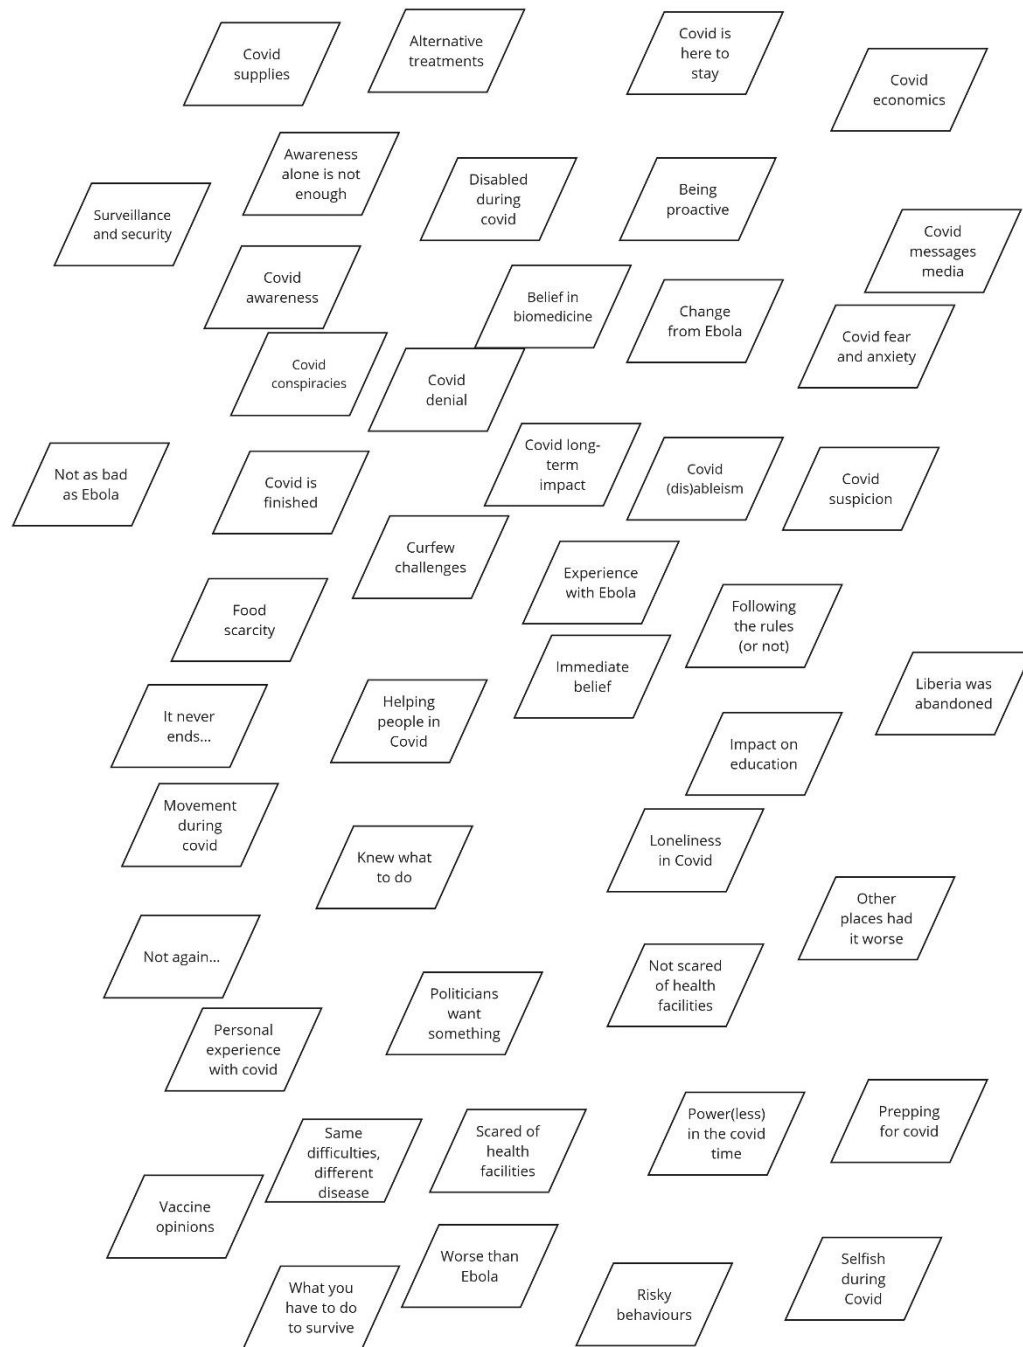 Covid
supplies
Alternative
treatments
Covid is
here to
stay
Covid
economics
Awareness
alone is not
enough
Disabled
during
covid
Being
proactive
Surveillance
and security
Covid
messages
media
Covid
awareness
Belief in
biomedicine
Change
from Ebola
Covid fear
and anxiety
Covid
conspiracies
Covid
denial
Not as bad
as Ebola
Covid is
finished
Covid long-
term
impact
Covid
(dis)ableism
Covid
suspicion
Curfew
challenges
Experience
with Ebola
Food
scarcity
Following
the rules
(or not)
Immediate
belief
Liberia was
abandoned
It never
ends...
Helping
people in
Covid
Impact on
education
Movement
during
covid
Knew what
to do
Loneliness
in Covid
Other
places had
it worse
Not again...
Not scared
of health
facilities
Politicians
want
something
Personal
experience
with covid
Same
difficulties,
different
disease
Scared of
health
facilities
Power(less)
in the covid
time
Prepping
for covid
Vaccine
opinions
Worse than
Ebola
Selfish
during
Covid
What you
have to do
to survive
Risky
behaviours